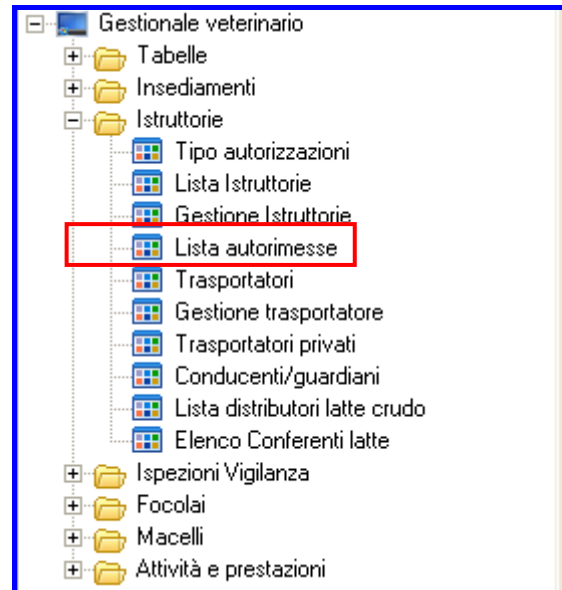 Gestionale veterinario
Tabelle
Insediamenti
Istruttorie
Tipo autorizzazioni
Lista Istruttorie
Gestione Istruttorie
Lista autorimesse
Trasportatori
Gestione trasportatore
Trasportatori privati
Conducenti/guardiani
Lista distributori latte crudo
Elenco Conferenti latte
Ispezioni Vigilanza
Focolai
Macelli
Attività e prestazioni